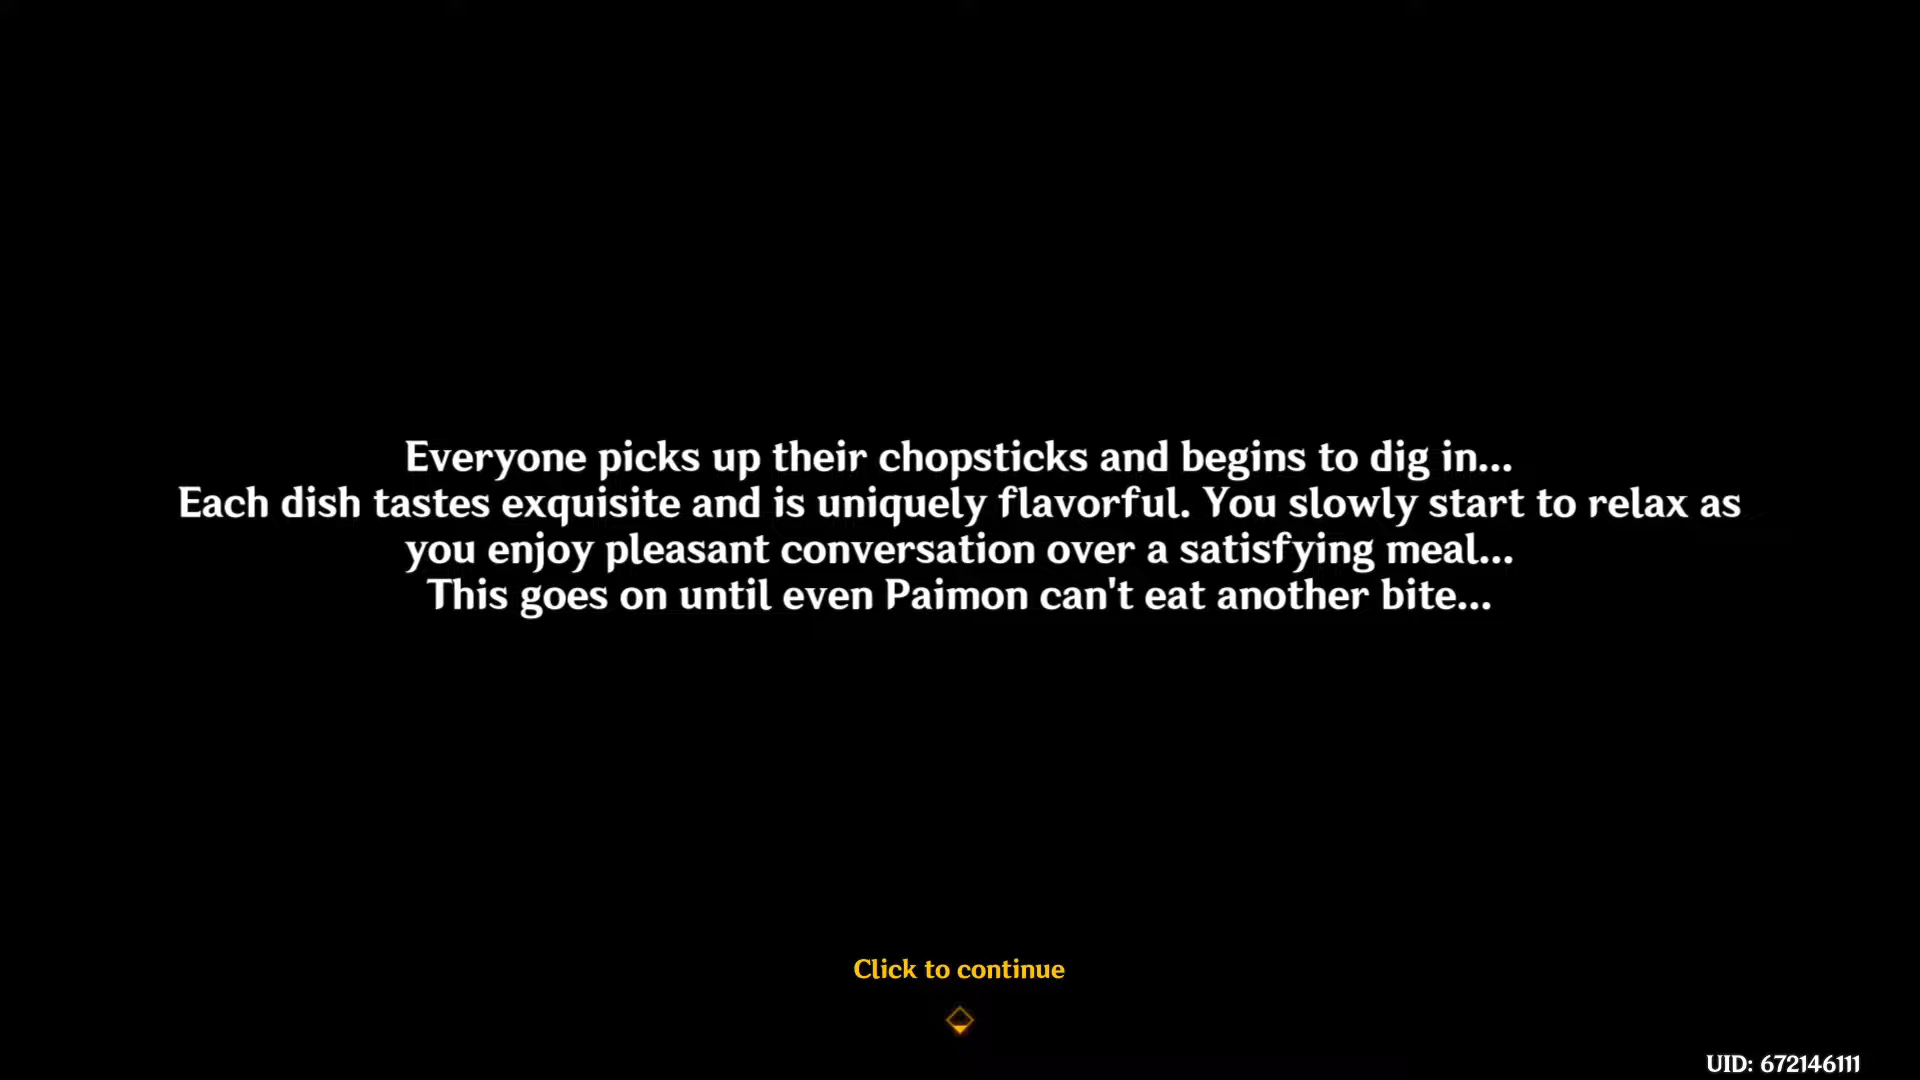 Everyone picks up their chopsticks and begins to dig in...
Each dish tastes exquisite and is uniquely flavorful. You slowly start to relax as
you enjoy pleasant conversation over a satisfying meal...
This goes on until even Paimon can't eat another bite...
Click to continue
UID: 672146111